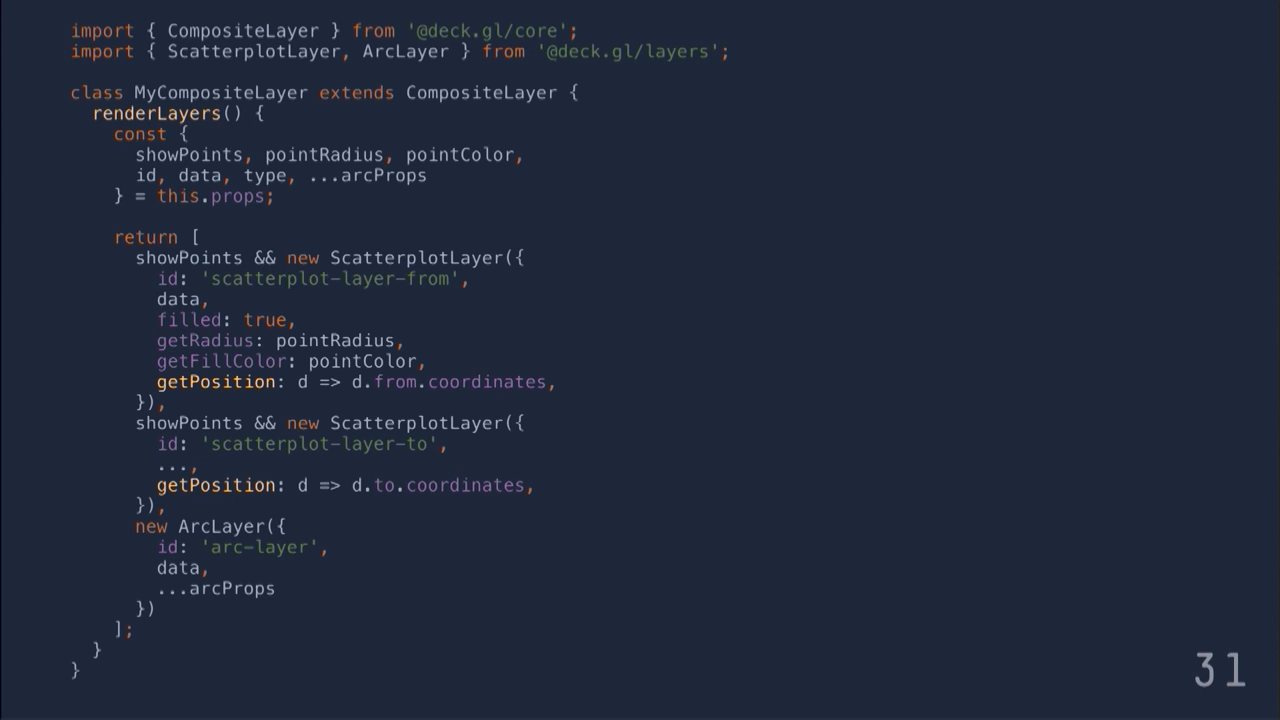 import { CompositeLayer } from '@deck.gl/core';
import { ScatterplotLayer, ArcLayer } from '@deck.gl/layers';

class MyCompositeLayer extends CompositeLayer {
  renderLayers() {
    const {
      showPoints, pointRadius, pointColor,
      id, data, type, ...arcProps
    } = this.props;

    return [
      showPoints && new ScatterplotLayer({
        id: 'scatterplot-layer-from',
        data,
        filled: true,
        getRadius: pointRadius,
        getFillColor: pointColor,
        getPosition: d => d.from.coordinates,
      }),
      showPoints && new ScatterplotLayer({
        id: 'scatterplot-layer-to',
        ...,
        getPosition: d => d.to.coordinates,
      }),
      new ArcLayer({
        id: 'arc-layer',
        data,
        ...arcProps
      })
    ];
  }
}
31